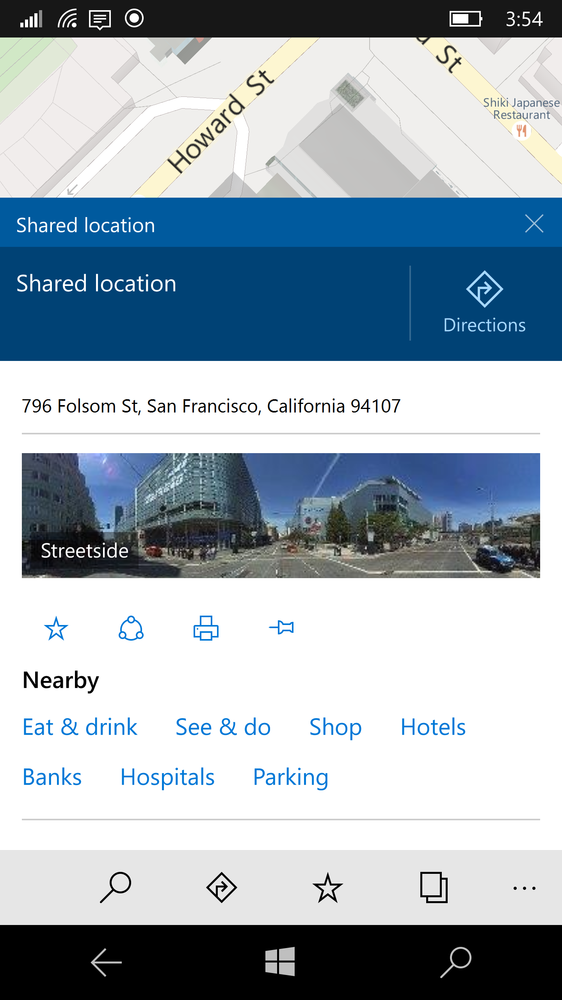 3:54
Howard St
St
Shiki Japanese
Restaurant
Shared location
Shared location
Directions
796 Folsom St, San Francisco, California 94107
Streetside
Nearby
Eat & drink See & do Shop Hotels
Banks Hospitals Parking